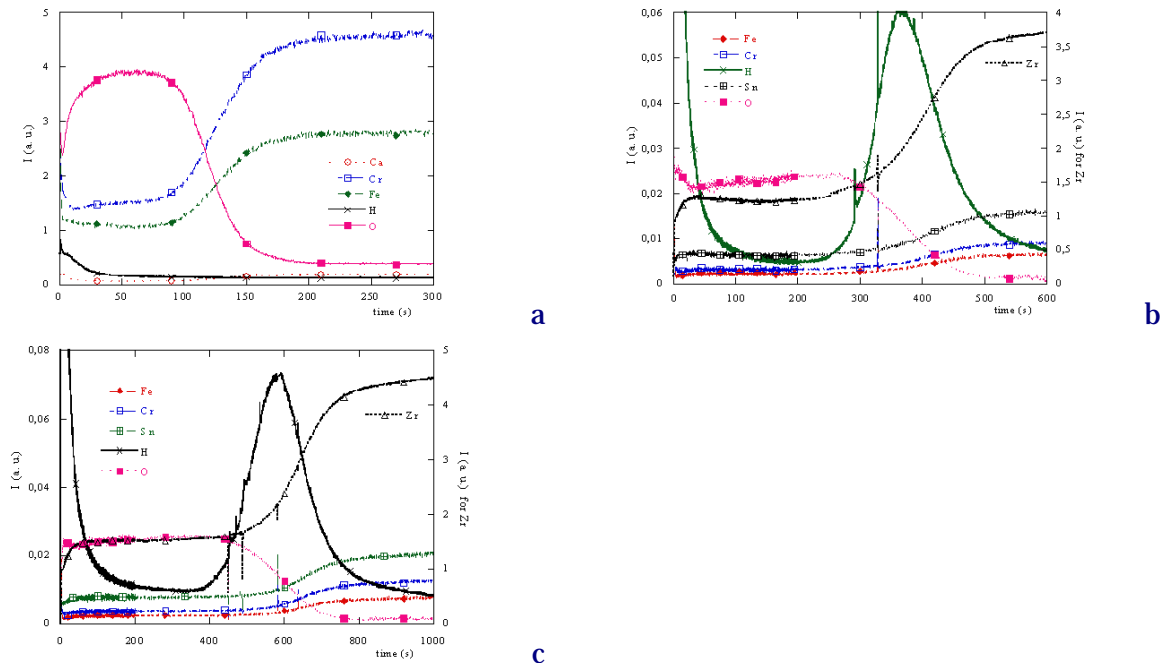 5
4
3
2
1
0
I (a. u.)
0 50 100 150 200 250 300
time (s)
Ca
Cr
Fe
H
O
a
0,06
0,05
0,04
0,03
0,02
0,01
0
I (a. u.)
0 100 200 300 400 500 600
time (s)
Fe
Cr
H
Sn
O
Zr
4
3,5
3
2,5
2
1,5
1
0,5
0
I (a u.) for Zr
b
0,08
0,06
0,04
0,02
0
I (a. u.)
0 200 400 600 800 1000
time (s)
Fe
Cr
Sn
H
O
Zr
5
4
3
2
1
0
I (a u.) for Zr
c